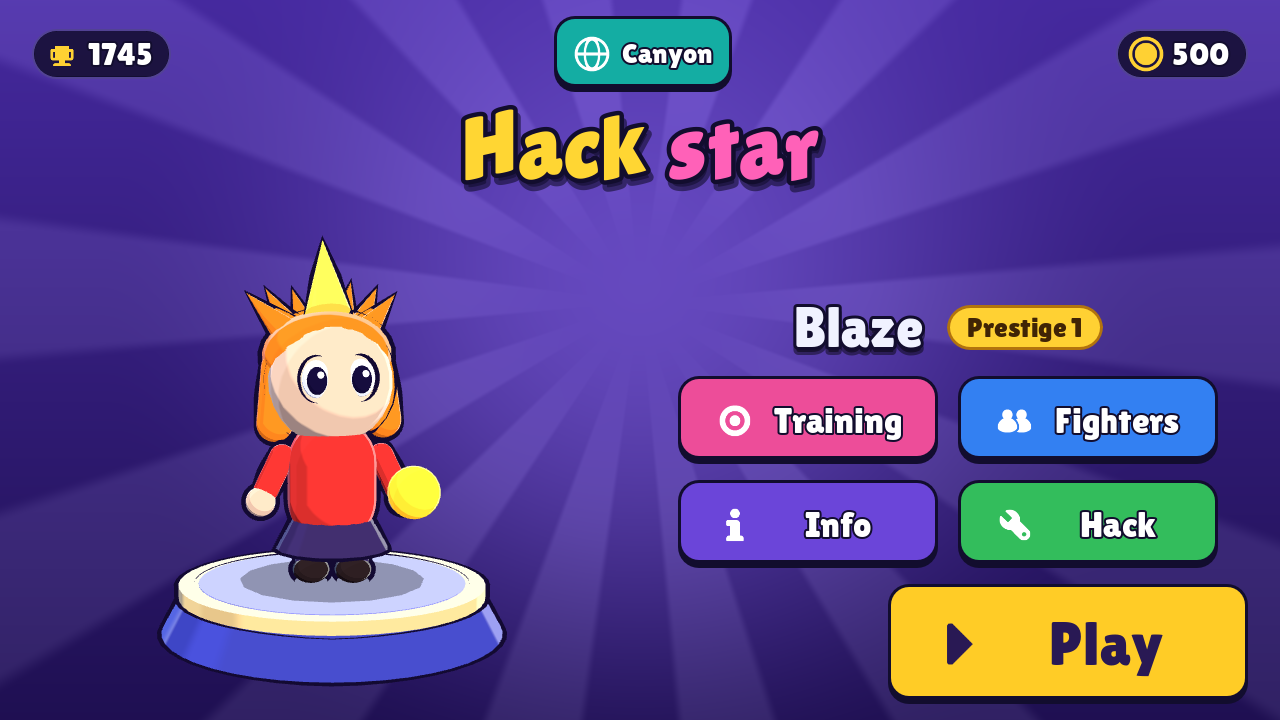 1745
Canyon
500
Hack star
Blaze
Prestige 1
Training
Fighters
Info
Hack
Play